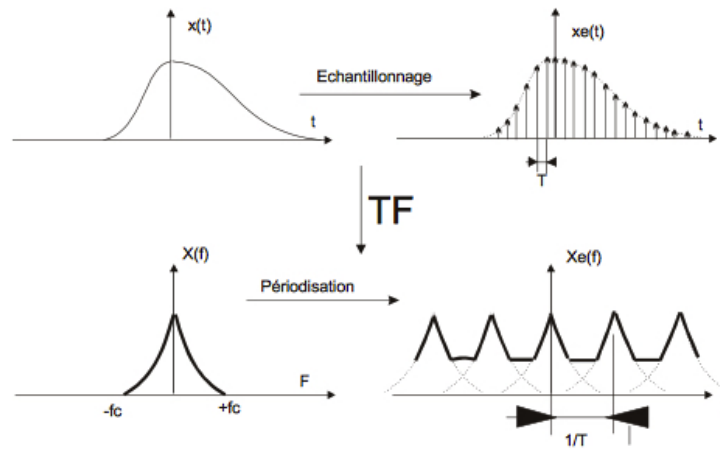 x(t)
xe(t)
Echantillonnage
t
t
T
TF
X(f)
Xe(f)
Périodisation
F
-fc
+fc
1/T